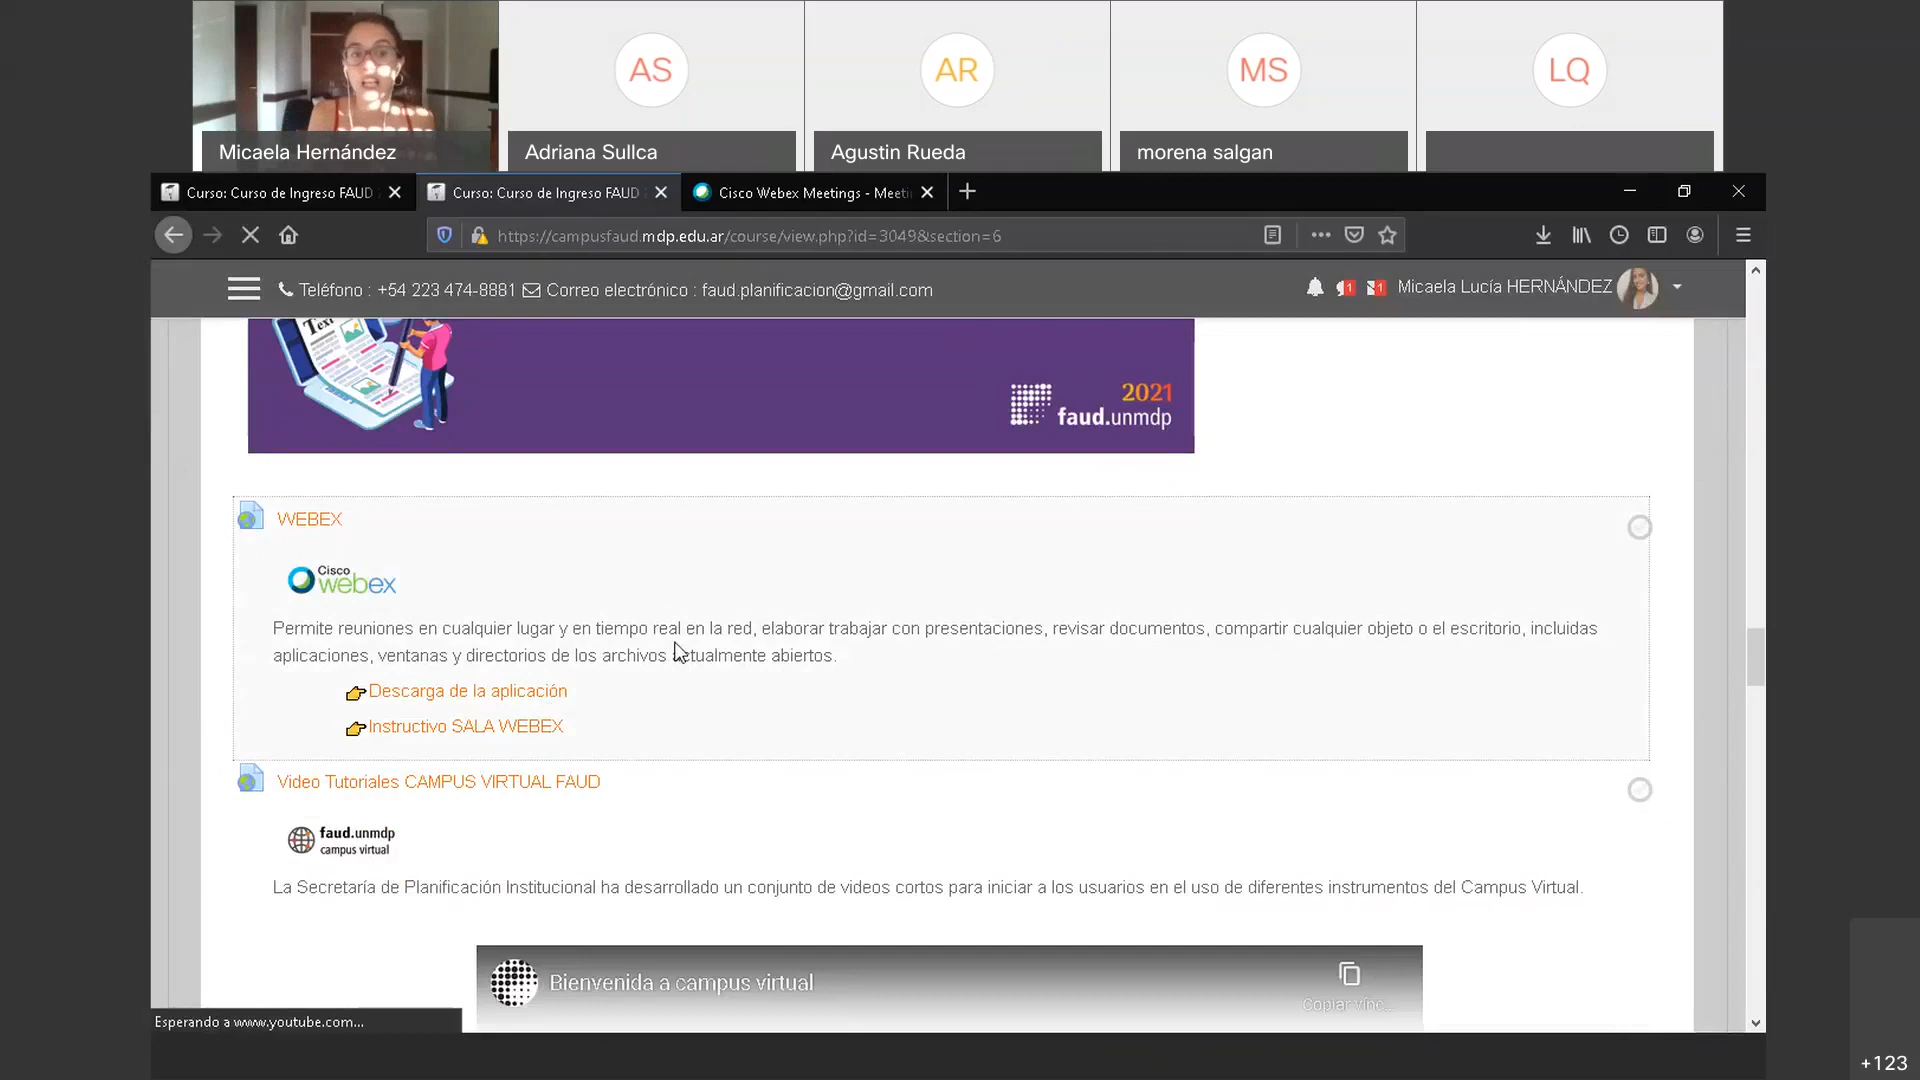 AS
AR
MS
LQ
Micaela Hernández
Adriana Sullca
Agustin Rueda
morena salgan
Curso: Curso de Ingreso FAUD
Curso: Curso de Ingreso FAUD
Cisco Webex Meetings - Meeti
https://campusfaud.mdp.edu.ar/course/view.php?id=3049&section=6
Teléfono : +54 223 474-8881
Correo electrónico : faud.planificacion@gmail.com
1
1
Micaela Lucía HERNÁNDEZ
Text
2021
faud.unmdp
WEBEX
Cisco
webex
Permite reuniones en cualquier lugar y en tiempo real en la red, elaborar trabajar con presentaciones, revisar documentos, compartir cualquier objeto o el escritorio, incluidas
aplicaciones, ventanas y directorios de los archivos actualmente abiertos.
Descarga de la aplicación
Instructivo SALA WEBEX
Video Tutoriales CAMPUS VIRTUAL FAUD
faud.unmdp
campus virtual
La Secretaría de Planificación Institucional ha desarrollado un conjunto de videos cortos para iniciar a los usuarios en el uso de diferentes instrumentos del Campus Virtual.
Bienvenida a campus virtual
Copiar vínc...
Esperando a www.youtube.com...
+123